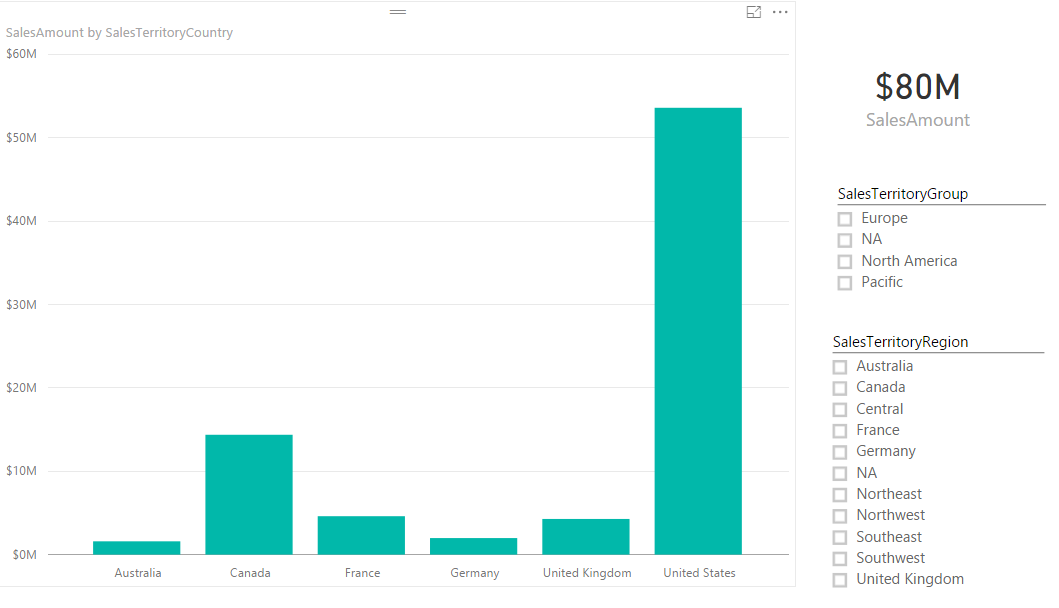 SalesAmount by SalesTerritoryCountry
$60M
$50M
$40M
$30M
$20M
$10M
$0M
Australia Canada France Germany United Kingdom United States
$80M
SalesAmount
SalesTerritoryGroup
Europe
NA
North America
Pacific
SalesTerritoryRegion
Australia
Canada
Central
France
Germany
NA
Northeast
Northwest
Southeast
Southwest
United Kingdom